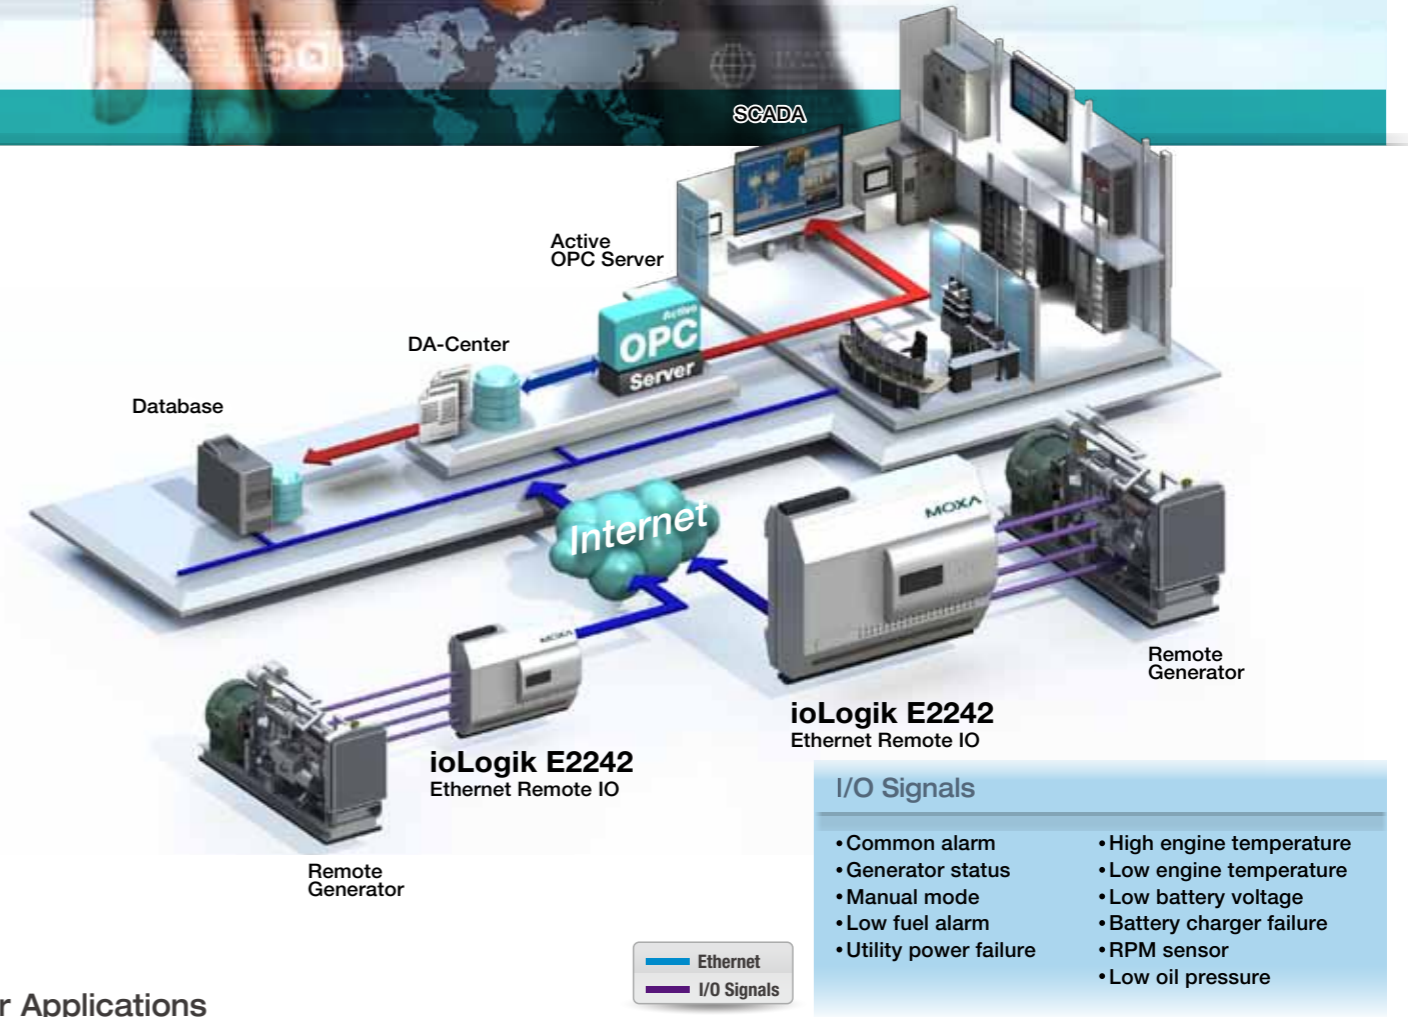 SCADA
Active
OPC Server
Active
OPC
Server
DA-Center
Database
Internet
MOXA
MOXA
Remote
Generator
ioLogik E2242
Ethernet Remote IO
ioLogik E2242
Ethernet Remote IO
Remote
Generator
I/O Signals
•Common alarm
•Generator status
•Manual mode
•Low fuel alarm
•Utility power failure
•High engine temperature
•Low engine temperature
•Low battery voltage
•Battery charger failure
•RPM sensor
•Low oil pressure
Ethernet
I/O Signals
r Applications